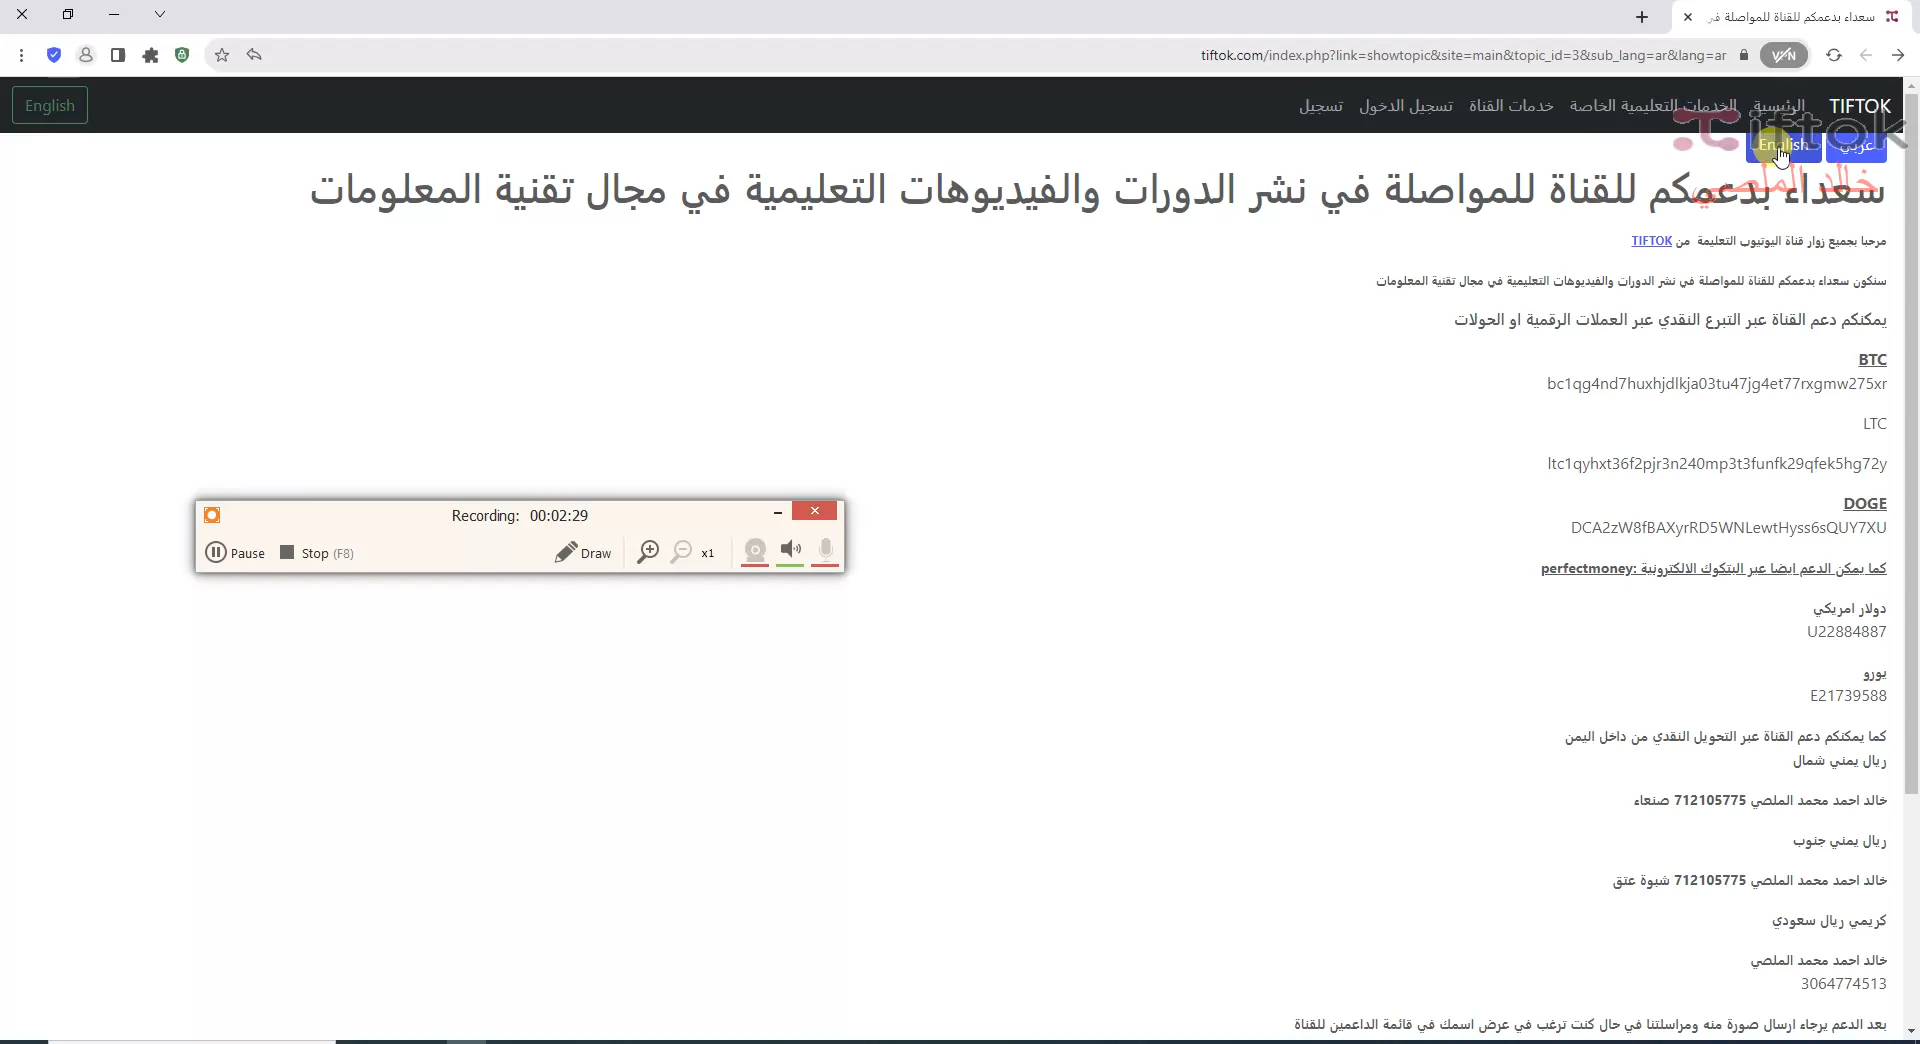 سعداء بدعمكم للقناة للمواصلة في
tiftok.com/index.php?link=showtopic&site=main&topic_id=3&sub_lang=ar&lang=ar
VPN
TIFTOK الرئيسية الخدمات التعليمية الخاصة خدمات القناة تسجيل الدخول تسجيل
English
Tiftok
عربي English
خالد الملصي
سعداء بدعمكم للقناة للمواصلة في نشر الدورات والفيديوهات التعليمية في مجال تقنية المعلومات
مرحبا بجميع زوار قناة اليوتيوب التعليمة من TIFTOK
سنكون سعداء بدعمكم للقناة للمواصلة في نشر الدورات والفيديوهات التعليمية في مجال تقنية المعلومات
يمكنكم دعم القناة عبر التبرع النقدي عبر العملات الرقمية او الحولات
BTC
bc1qg4nd7huxhjdlkja03tu47jg4et77rxgmw275xr
LTC
ltc1qyhxt36f2pjr3n240mp3t3funfk29qfek5hg72y
DOGE
DCA2zW8fBAXyrRD5WNLewtHyss6sQUY7XU
كما يمكن الدعم ايضا عبر البتكوك الالكترونية :perfectmoney
دولار امريكي
U22884887
يورو
E21739588
كما يمكنكم دعم القناة عبر التحويل النقدي من داخل اليمن
ريال يمني شمال
خالد احمد محمد الملصي 712105775 صنعاء
ريال يمني جنوب
خالد احمد محمد الملصي 712105775 شبوة عتق
كريمي ريال سعودي
خالد احمد محمد الملصي
3064774513
بعد الدعم يرجاء ارسال صورة منه ومراسلتنا في حال كنت ترغب في عرض اسمك في قائمة الداعمين للقناة
Recording: 00:02:29
Pause Stop (F8) Draw x1